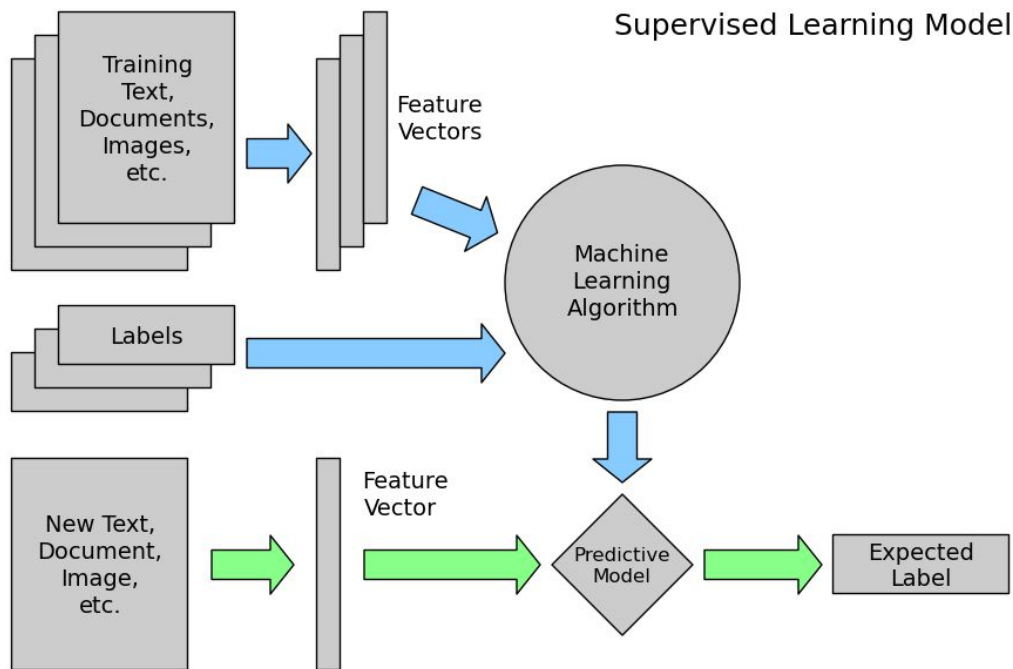 Supervised Learning Model
Training
Text,
Documents,
Images,
etc.
Feature
Vectors
Machine
Learning
Algorithm
Labels
New Text,
Document,
Image,
etc.
Feature
Vector
Predictive
Model
Expected
Label